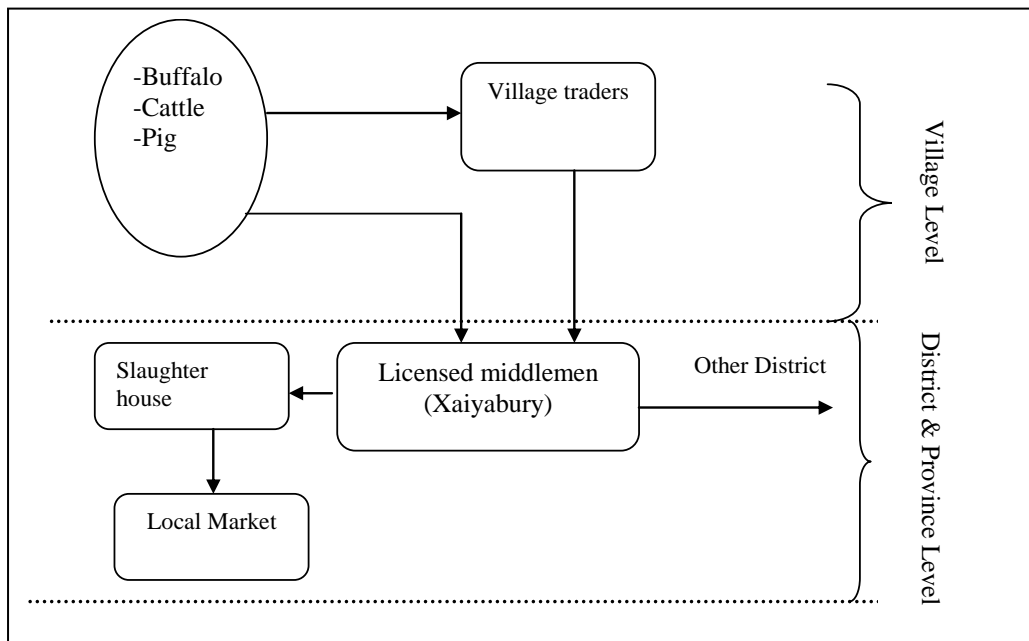 -Buffalo
-Cattle
-Pig
Village traders
Village Level
Slaughter
house
Licensed middlemen
(Xaiyabury)
Other District
Local Market
District & Province Level